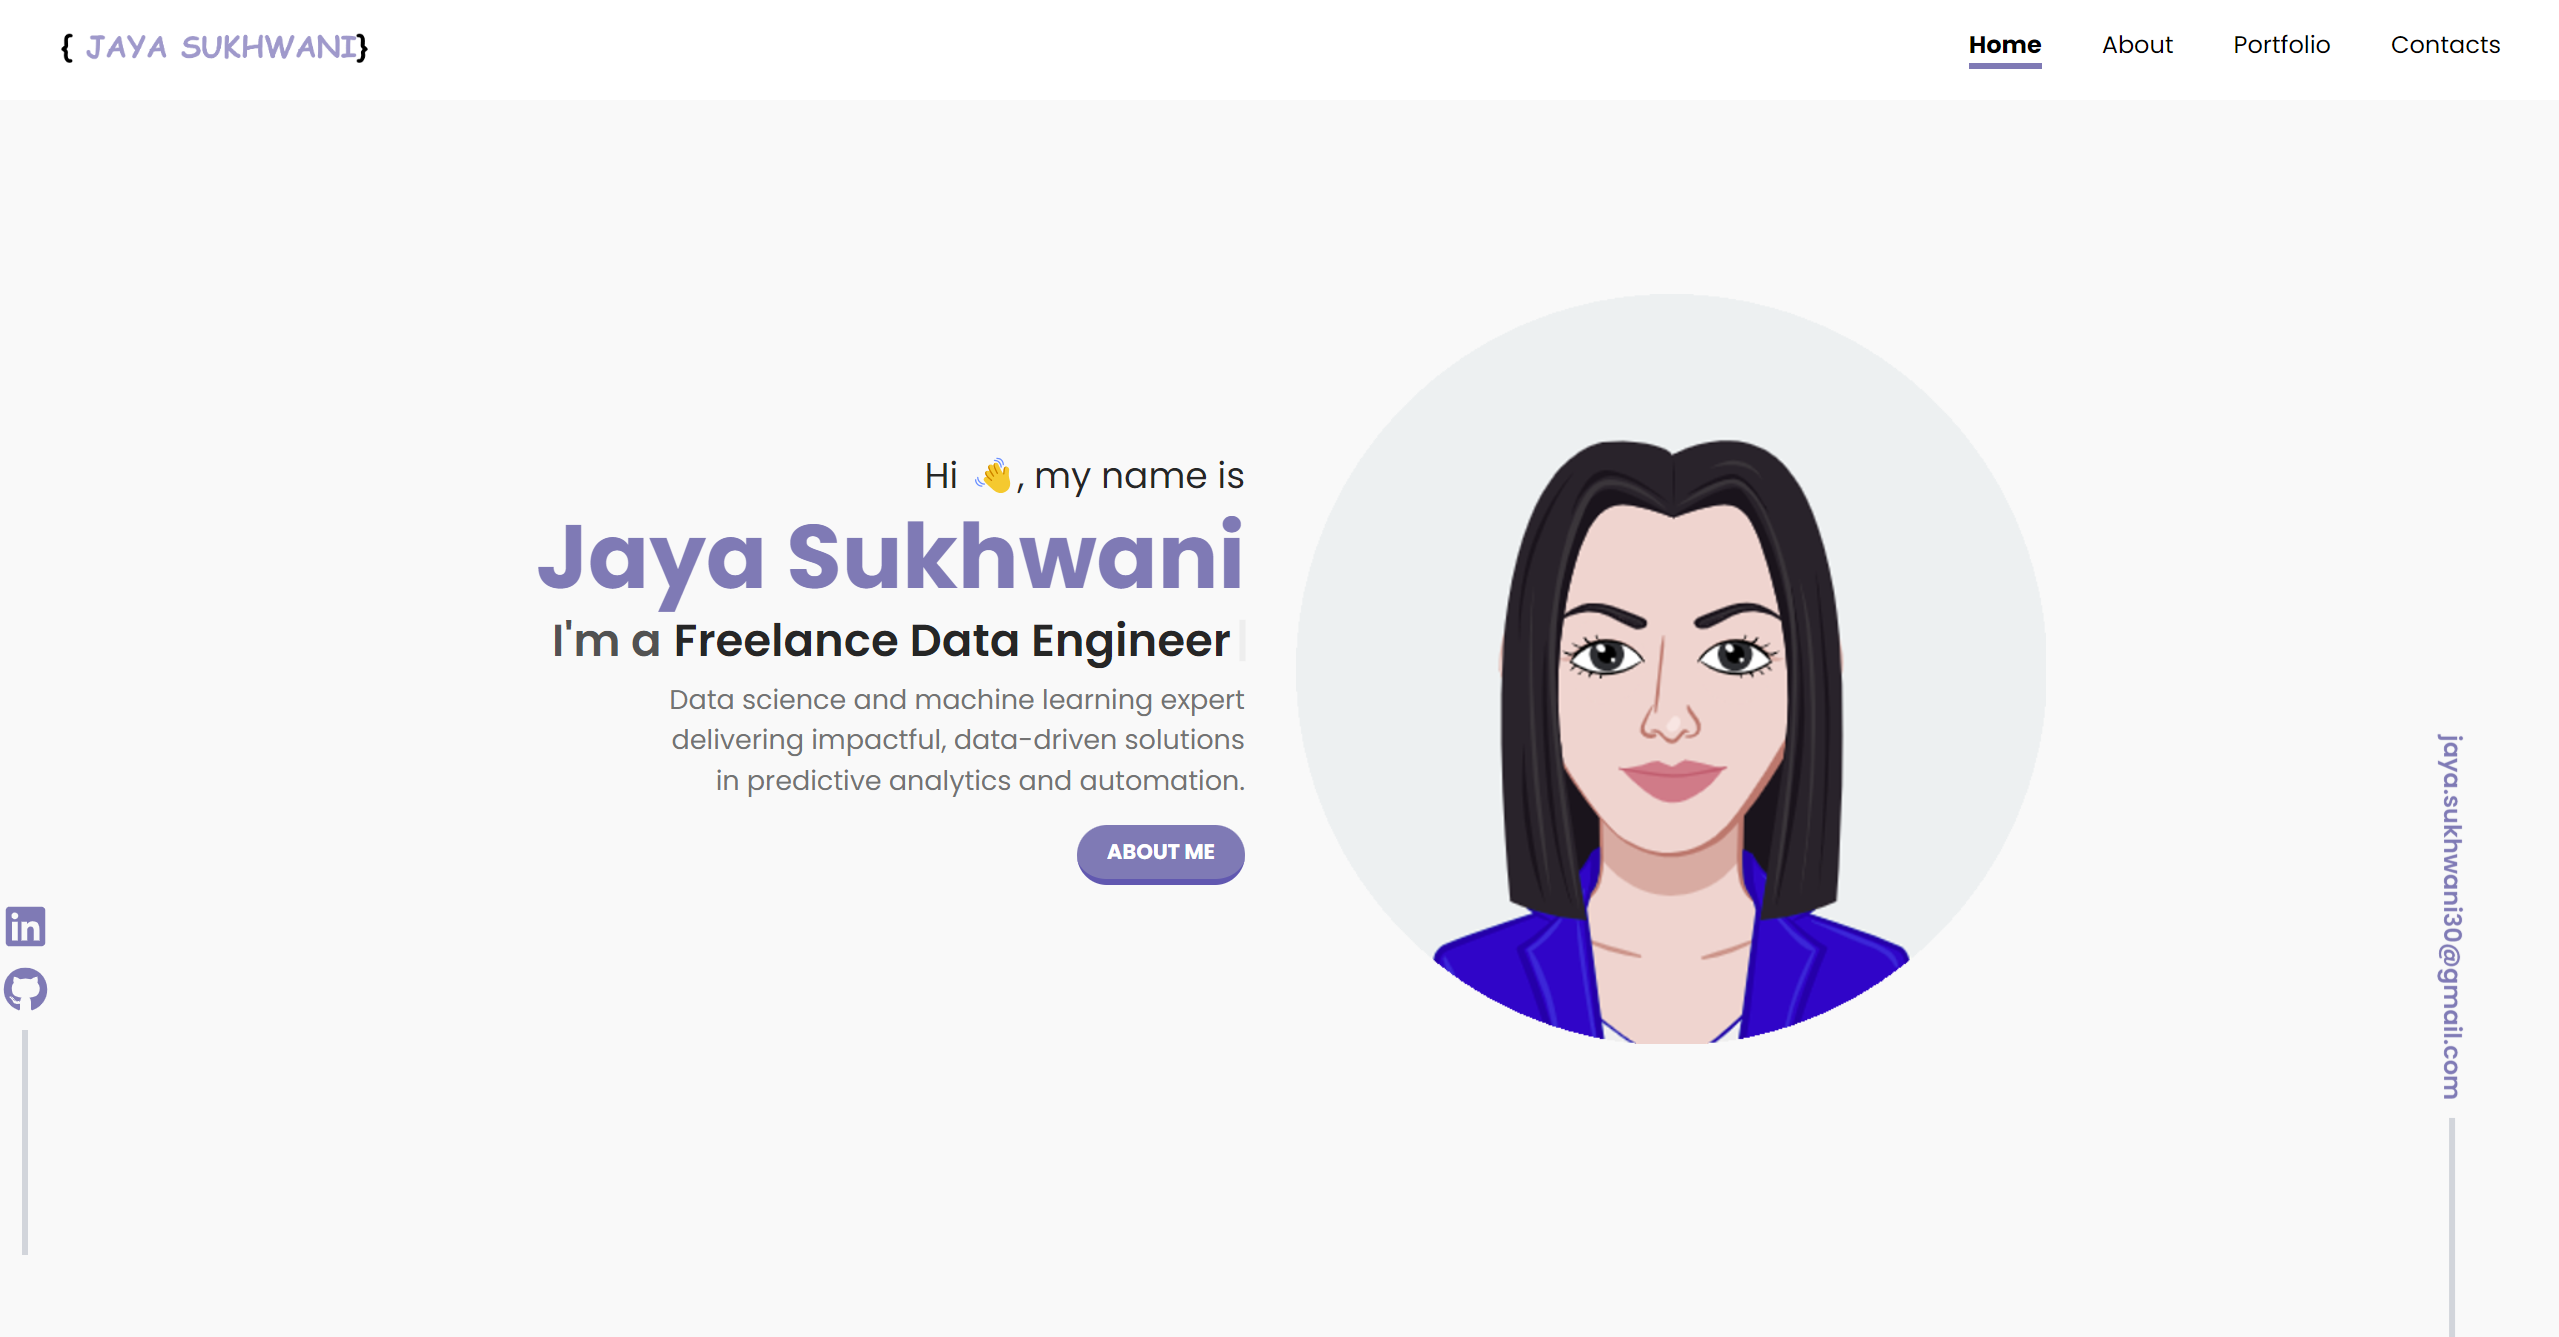 { JAYA SUKHWANI}
Home About Portfolio Contacts
Hi 👋, my name is
Jaya Sukhwani
I'm a Freelance Data Engineer
Data science and machine learning expert
delivering impactful, data-driven solutions
in predictive analytics and automation.
ABOUT ME
in
jaya.sukhwani30@gmail.com